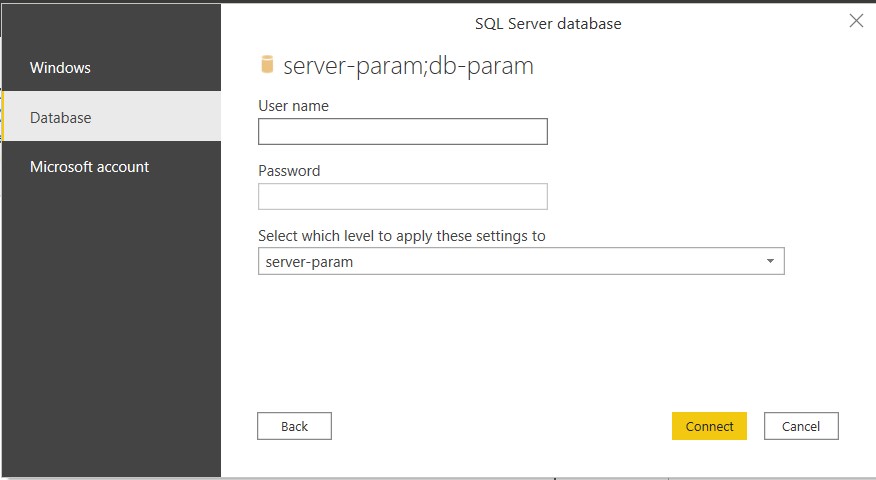 SQL Server database
Windows
Database
Microsoft account
server-param;db-param
User name
Password
Select which level to apply these settings to
server-param
Back
Connect
Cancel